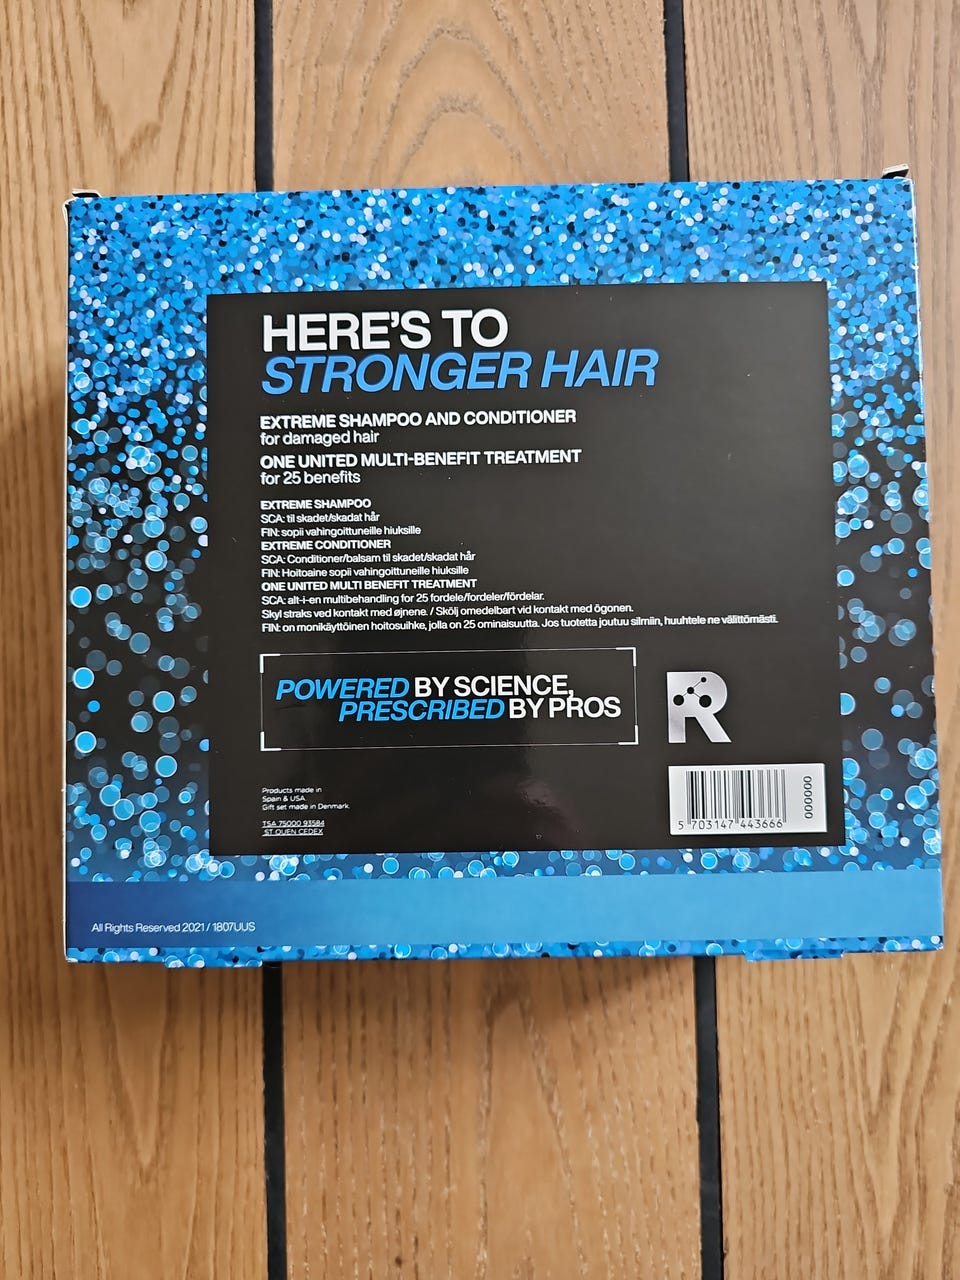 HERE'S TO
STRONGER HAIR
EXTREME SHAMPOO AND CONDITIONER
for damaged hair
ONE UNITED MULTI-BENEFIT TREATMENT
for 25 benefits
EXTREME SHAMPOO
SCA: til skadet/skadat hår
FIN: sopii vahingoittuneille hiuksille
EXTREME CONDITIONER
SCA: Conditioner/balsam til skadet/skadat hår
FIN: Hoitoaine sopii vahingoittuneille hiuksille
ONE UNITED MULTI BENEFIT TREATMENT
SCA: alt-i-en multibehandling for 25 fordele/fordeler/fördelar.
Skyl straks ved kontakt med øjnene. / Skölj omedelbart vid kontakt med ögonen.
FIN: on monikäyttöinen hoitosuihke, jolla on 25 ominaisuutta. Jos tuotetta joutuu silmiin, huuhtele ne välittömästi.
POWERED BY SCIENCE,
PRESCRIBED BY PROS
R
Products made in
Spain & USA.
Gift set made in Denmark.
TSA 75000 93584
ST OUEN CEDEX
5 703147 443666
000000
All Rights Reserved 2021 / 1807UUS